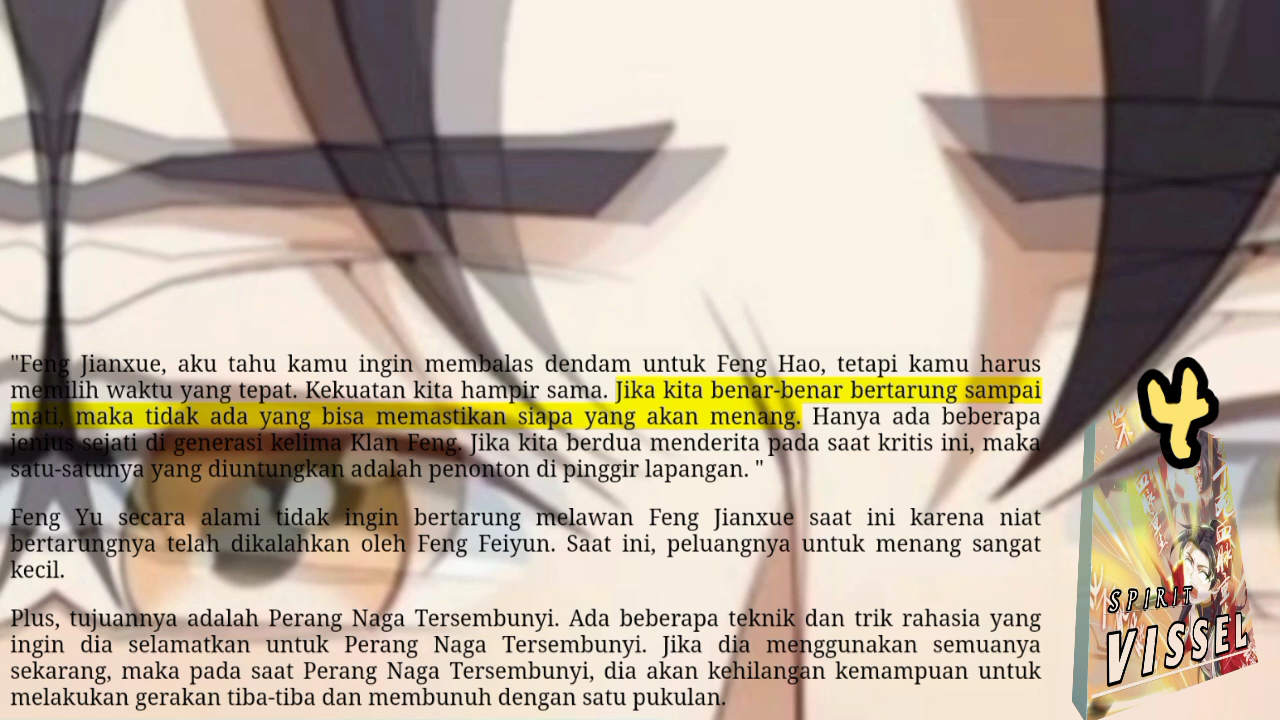 "Feng Jianxue, aku tahu kamu ingin membalas dendam untuk Feng Hao, tetapi kamu harus
memilih waktu yang tepat. Kekuatan kita hampir sama. Jika kita benar-benar bertarung sampai
mati, maka tidak ada yang bisa memastikan siapa yang akan menang. Hanya ada beberapa
jenius sejati di generasi kelima Klan Feng. Jika kita berdua menderita pada saat kritis ini, maka
satu-satunya yang diuntungkan adalah penonton di pinggir lapangan. "
Feng Yu secara alami tidak ingin bertarung melawan Feng Jianxue saat ini karena niat
bertarungnya telah dikalahkan oleh Feng Feiyun. Saat ini, peluangnya untuk menang sangat
kecil.
Plus, tujuannya adalah Perang Naga Tersembunyi. Ada beberapa teknik dan trik rahasia yang
ingin dia selamatkan untuk Perang Naga Tersembunyi. Jika dia menggunakan semuanya
sekarang, maka pada saat Perang Naga Tersembunyi, dia akan kehilangan kemampuan untuk
melakukan gerakan tiba-tiba dan membunuh dengan satu pukulan.
4
SPIRIT
VISSEL